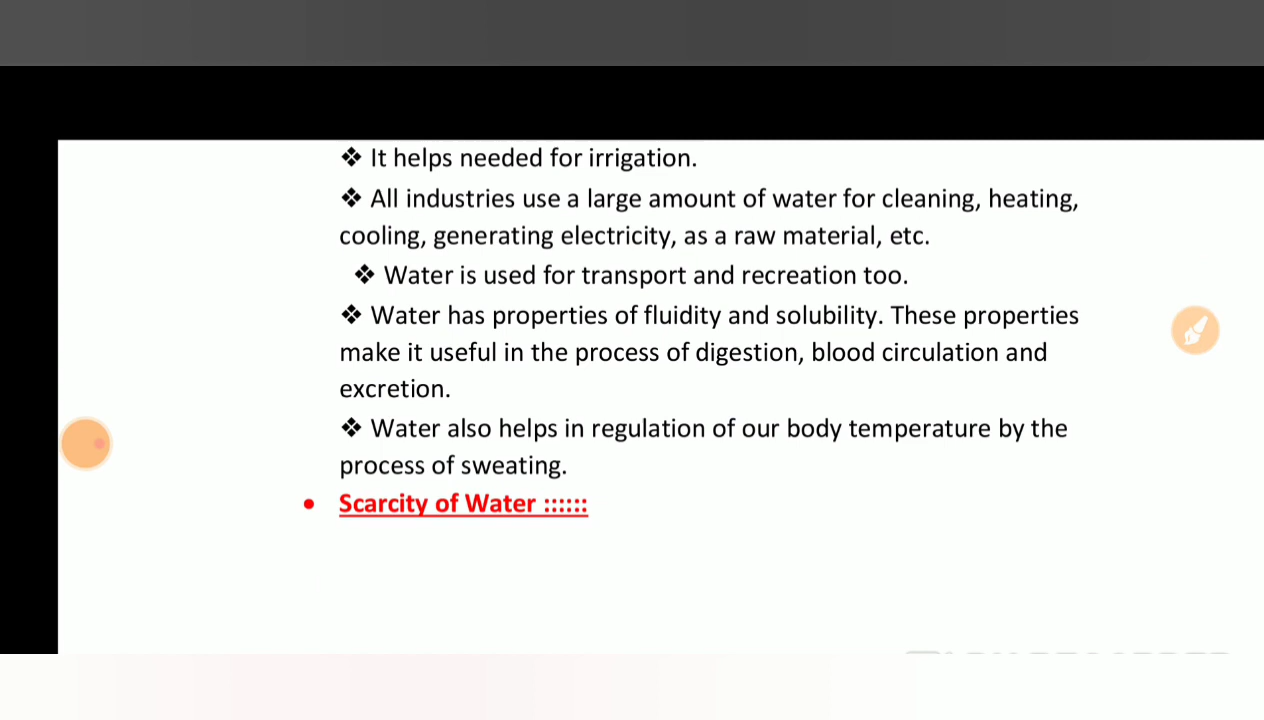 ❖ It helps needed for irrigation.
❖ All industries use a large amount of water for cleaning, heating,
cooling, generating electricity, as a raw material, etc.
❖ Water is used for transport and recreation too.
❖ Water has properties of fluidity and solubility. These properties
make it useful in the process of digestion, blood circulation and
excretion.
❖ Water also helps in regulation of our body temperature by the
process of sweating.
• Scarcity of Water ::::::